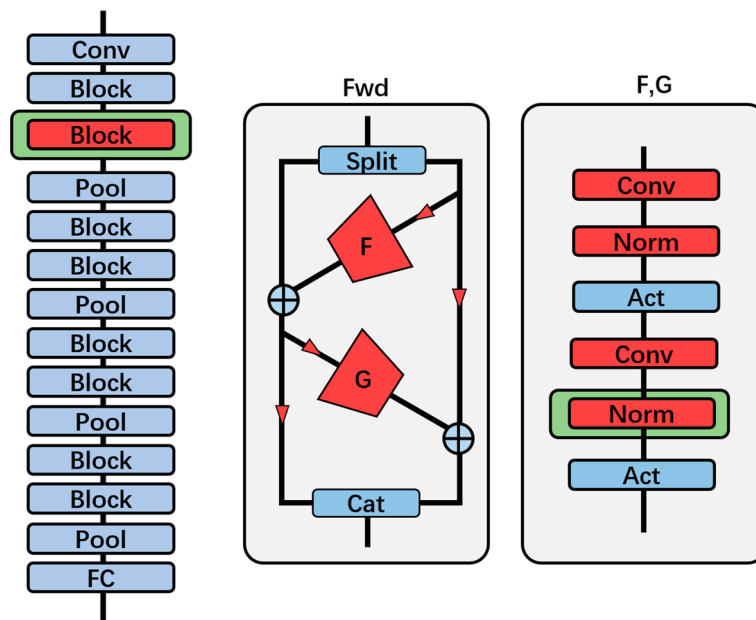 Conv
Block
Block
Pool
Block
Block
Pool
Block
Block
Pool
Block
Block
Pool
FC
Fwd
Split
F
G
Cat
F,G
Conv
Norm
Act
Conv
Norm
Act